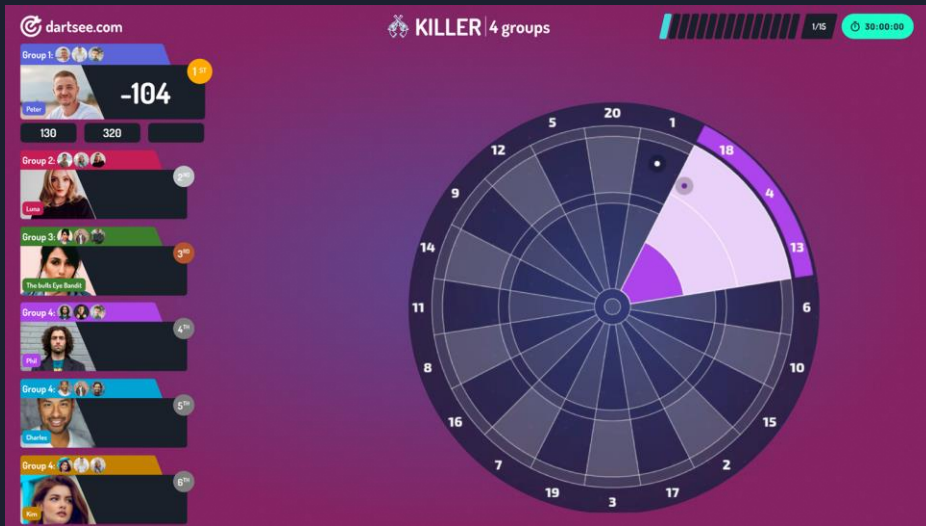 dartsee.com
KILLER | 4 groups
1/15
30:00:00
Group 1:
1 ST
-104
Peter
130 320
Group 2:
2ND
Luna
Group 3:
3RD
The bulls Eye Bandit
Group 4:
4TH
Phil
Group 4:
5TH
Charles
Group 4:
6TH
Kim
20
1
18
4
13
6
10
15
2
17
3
19
7
16
8
11
14
9
12
5